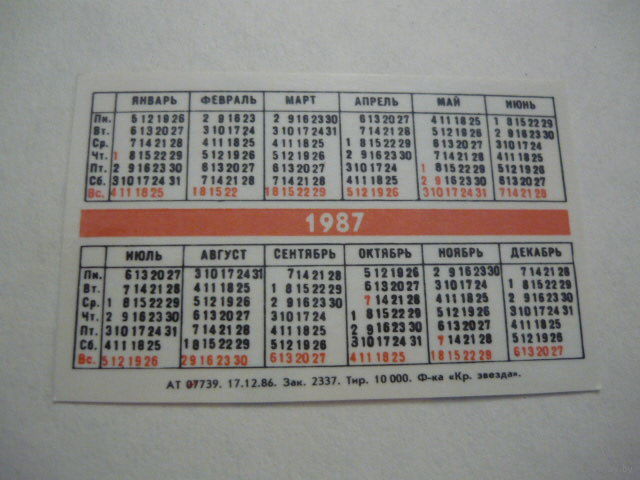 ЯНВАРЬ ФЕВРАЛЬ МАРТ АПРЕЛЬ МАЙ ИЮНЬ
Пн. 5 12 19 26 2 9 16 23 2 9 16 23 30 6 13 20 27 4 11 18 25 1 8 15 22 29
Вт. 6 13 20 27 3 10 17 24 3 10 17 24 31 7 14 21 28 5 12 19 26 2 9 16 23 30
Ср. 7 14 21 28 4 11 18 25 4 11 18 25 1 8 15 22 29 6 13 20 27 3 10 17 24
Чт. 1 8 15 22 29 5 12 19 26 5 12 19 26 2 9 16 23 30 7 14 21 28 4 11 18 25
Пт. 2 9 16 23 30 6 13 20 27 6 13 20 27 3 10 17 24 1 8 15 22 29 5 12 19 26
Сб. 3 10 17 24 31 7 14 21 28 7 14 21 28 4 11 18 25 2 9 16 23 30 6 13 20 27
Вс. 4 11 18 25 1 8 15 22 1 8 15 22 29 5 12 19 26 3 10 17 24 31 7 14 21 28
1987
ИЮЛЬ АВГУСТ СЕНТЯБРЬ ОКТЯБРЬ НОЯБРЬ ДЕКАБРЬ
Пн. 6 13 20 27 3 10 17 24 31 7 14 21 28 5 12 19 26 2 9 16 23 30 7 14 21 28
Вт. 7 14 21 28 4 11 18 25 1 8 15 22 29 6 13 20 27 3 10 17 24 1 8 15 22 29
Ср. 1 8 15 22 29 5 12 19 26 2 9 16 23 30 7 14 21 28 4 11 18 25 2 9 16 23 30
Чт. 2 9 16 23 30 6 13 20 27 3 10 17 24 1 8 15 22 29 5 12 19 26 3 10 17 24 31
Пт. 3 10 17 24 31 7 14 21 28 4 11 18 25 2 9 16 23 30 6 13 20 27 4 11 18 25
Сб. 4 11 18 25 1 8 15 22 29 5 12 19 26 3 10 17 24 31 7 14 21 28 5 12 19 26
Вс. 5 12 19 26 2 9 16 23 30 6 13 20 27 4 11 18 25 1 8 15 22 29 6 13 20 27
АТ 07739. 17.12.86. Зак. 2337. Тир. 10 000. Ф-ка «Кр. звезда».